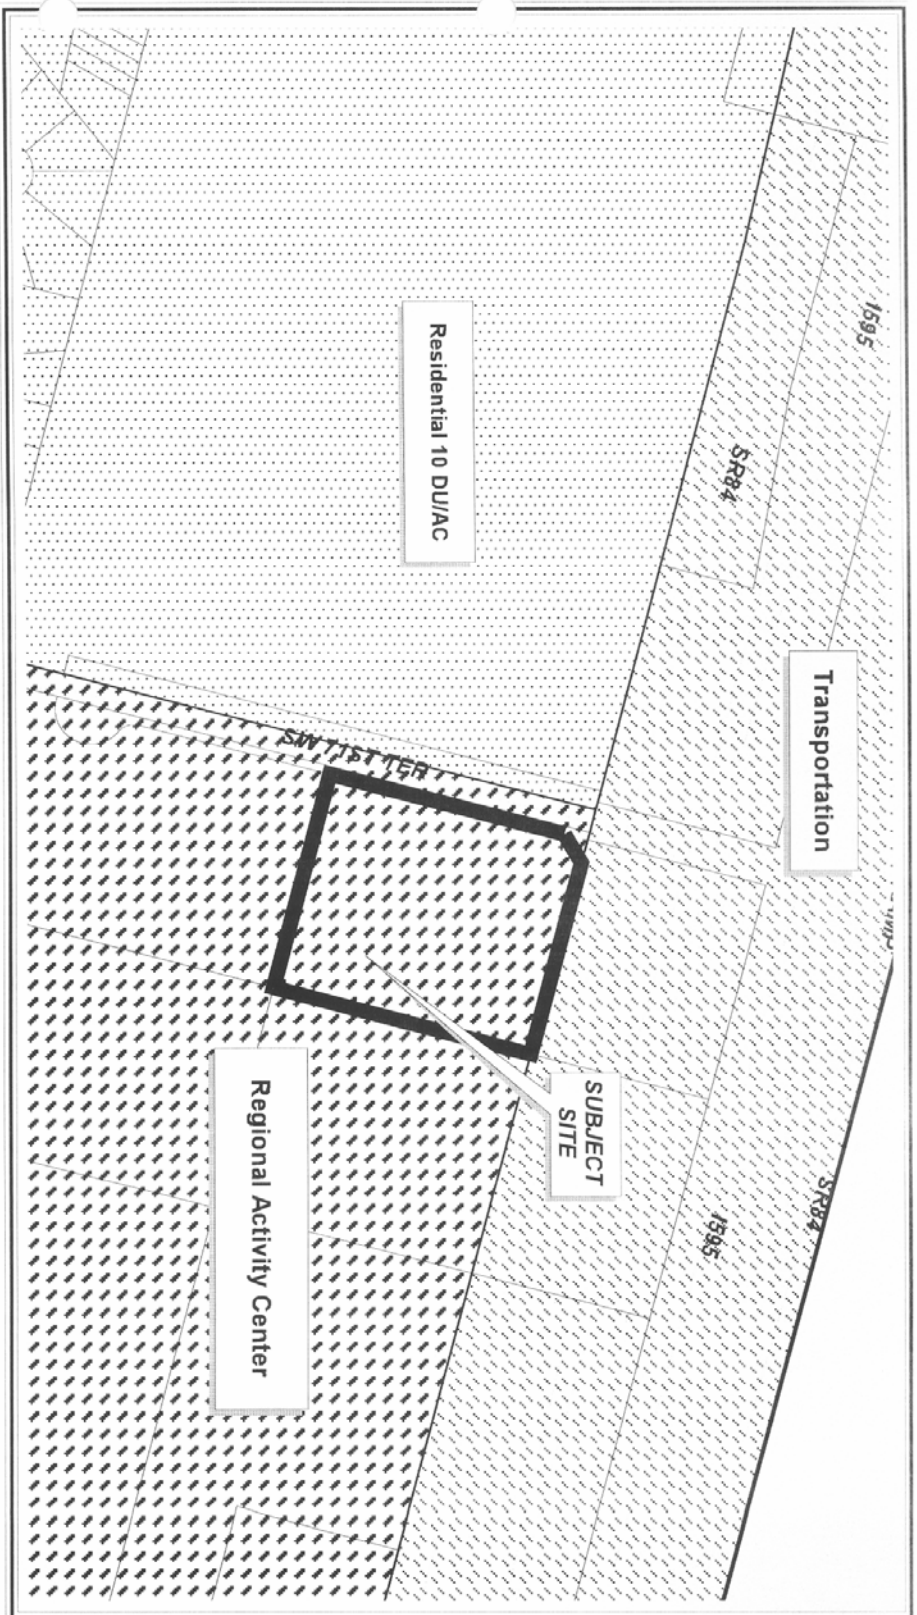 I595
SR84
Transportation
Residential 10 DU/AC
SW 71ST TER
SUBJECT
SITE
SR84
I595
Regional Activity Center